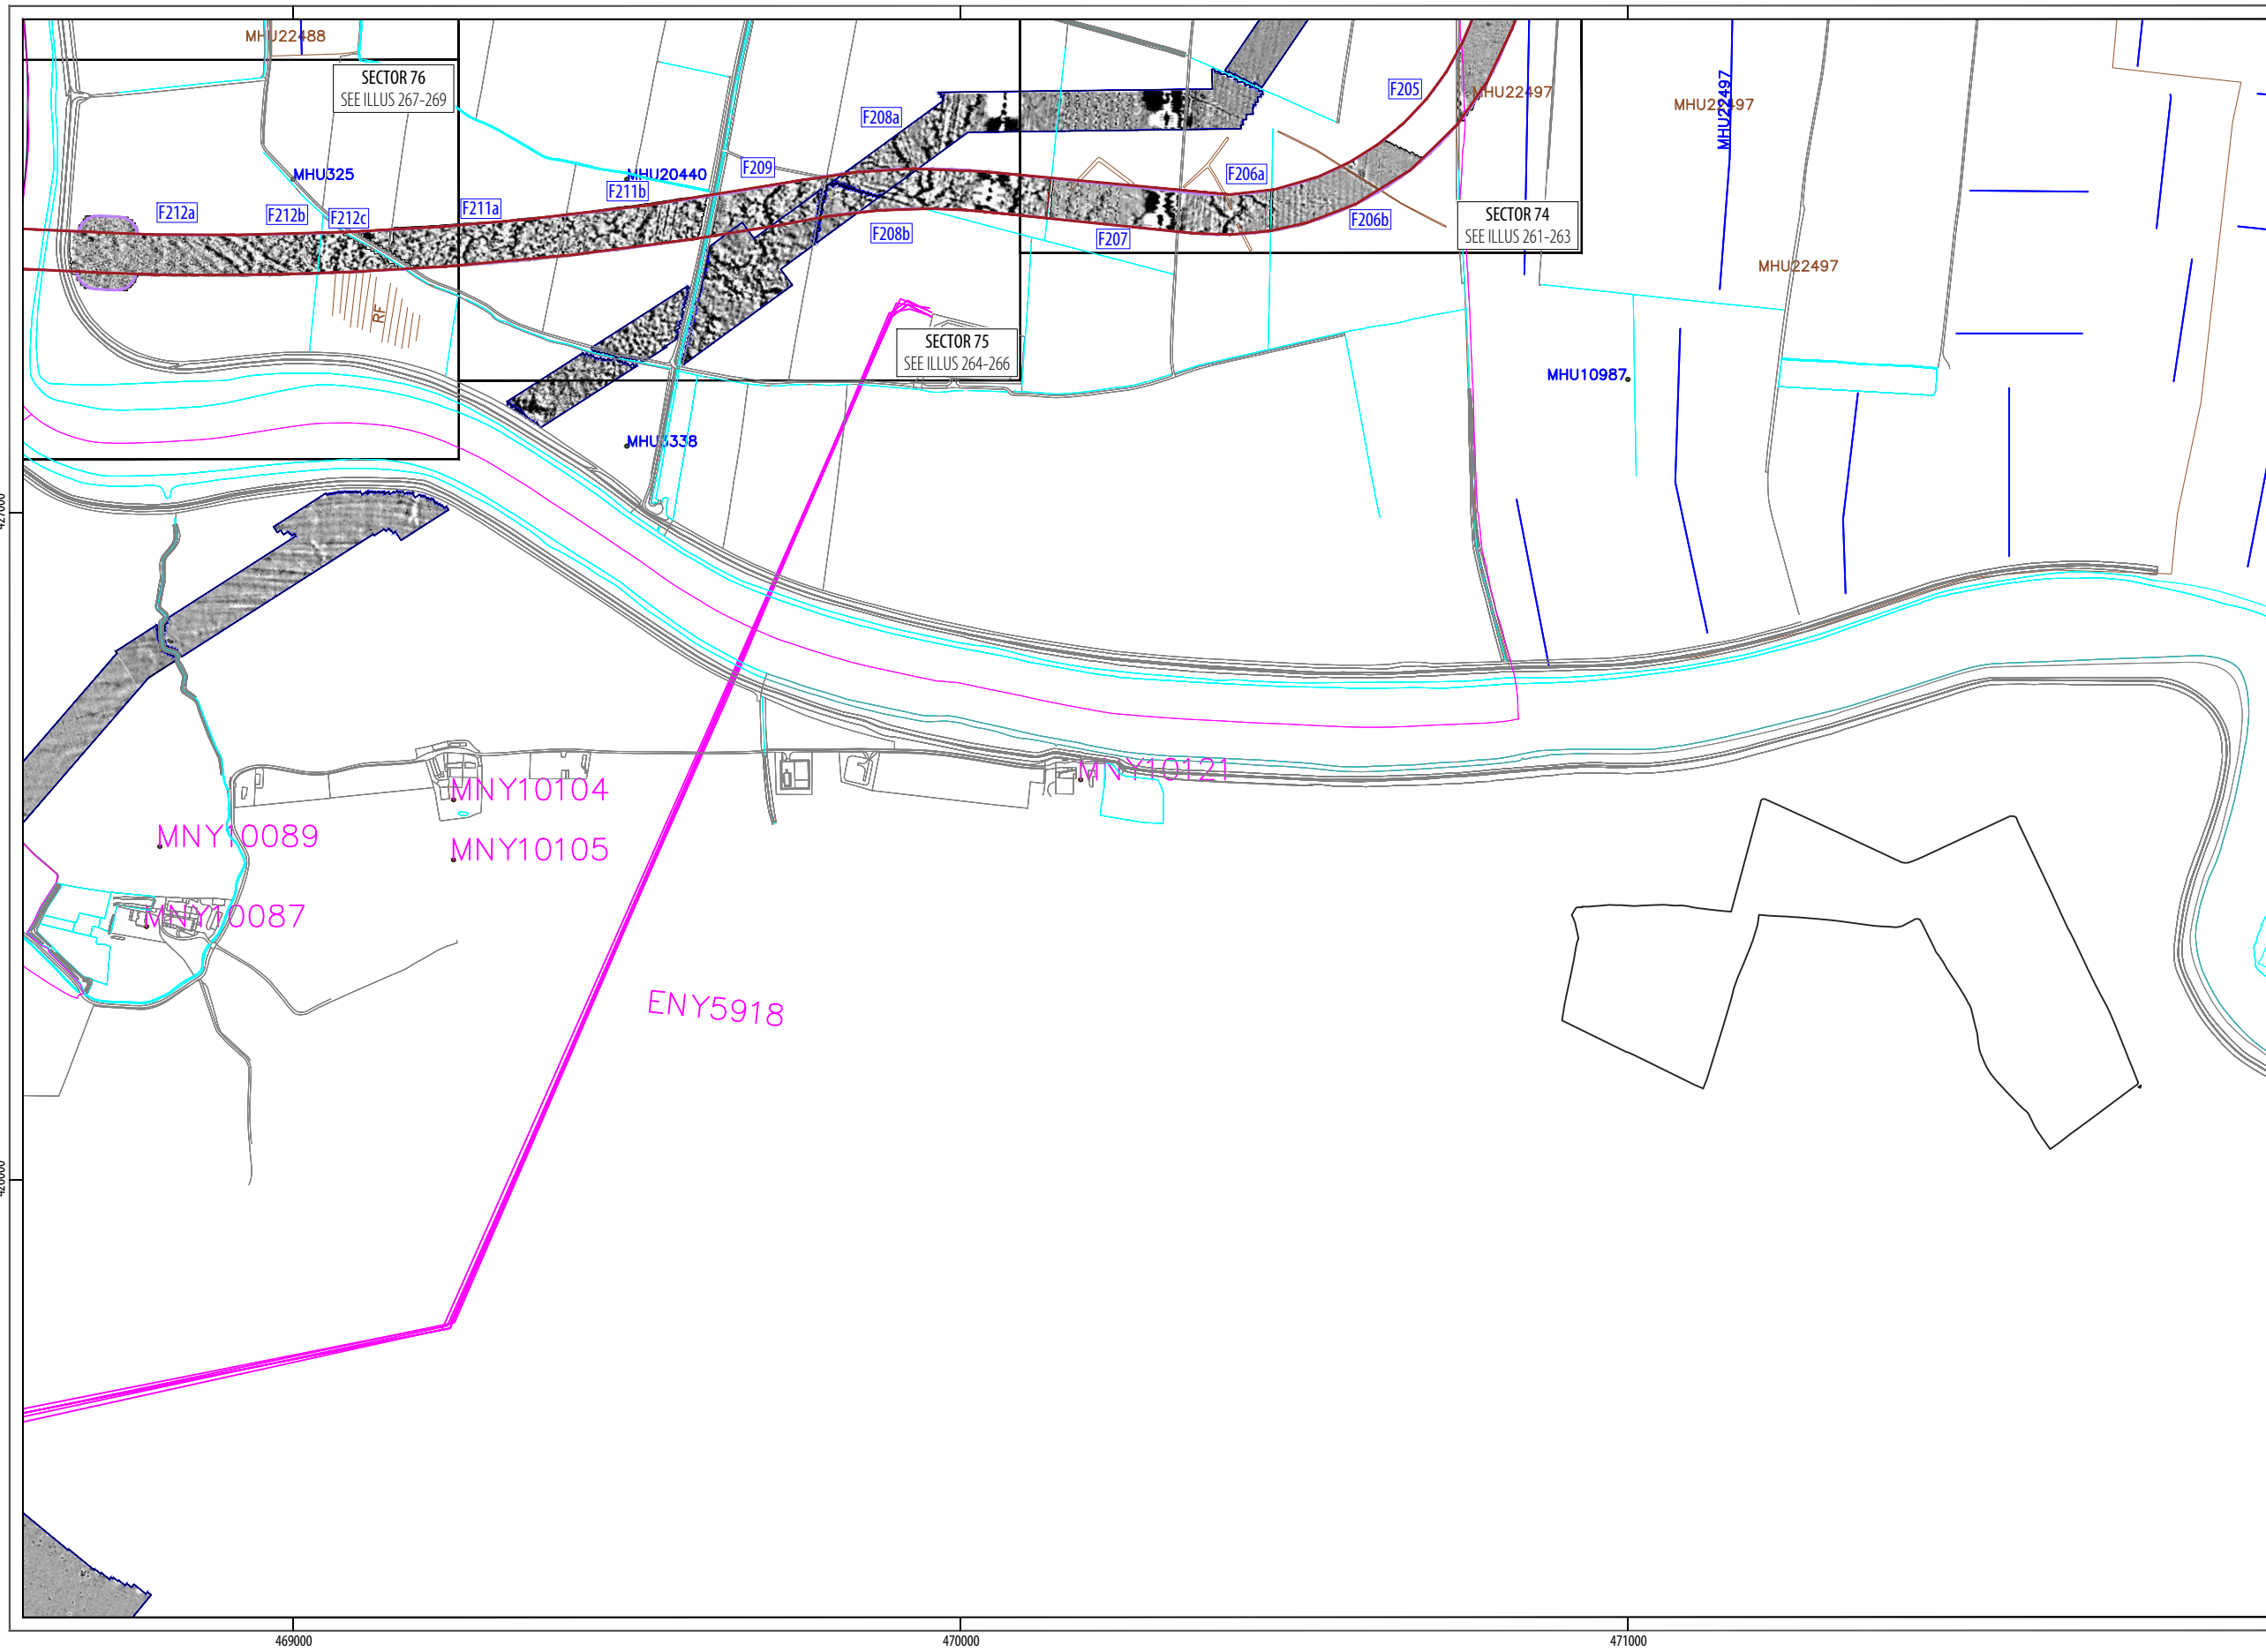 MHU22488
SECTOR 76
SEE ILLUS 267-269
F205
MHU22497
MHU22497
MHU22497
F208a
F209
MHU325
MHU20440
F211b
F206a
F212a
F212b
F212c
F211a
F208b
F207
F206b
SECTOR 74
SEE ILLUS 261-263
MHU22497
RF
SECTOR 75
SEE ILLUS 264-266
MHU10987
MHU3338
427000
MNY10121
MNY10104
MNY10089
MNY10105
MNY10087
ENY5918
469000
470000
471000